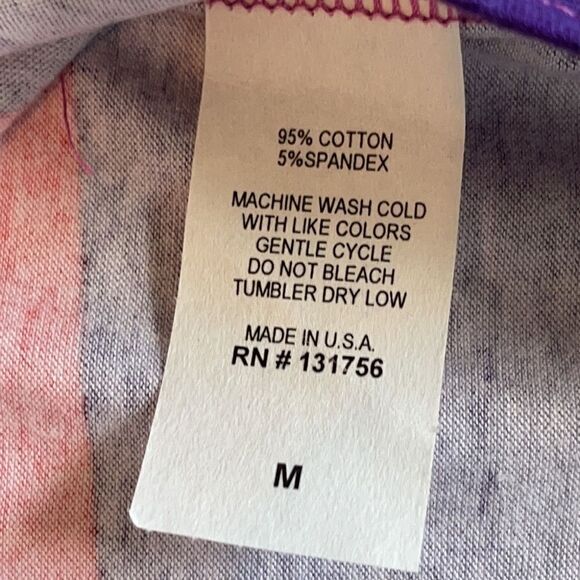 95% COTTON
5%SPANDEX
MACHINE WASH COLD
WITH LIKE COLORS
GENTLE CYCLE
DO NOT BLEACH
TUMBLER DRY LOW
MADE IN U.S.A.
RN # 131756
M